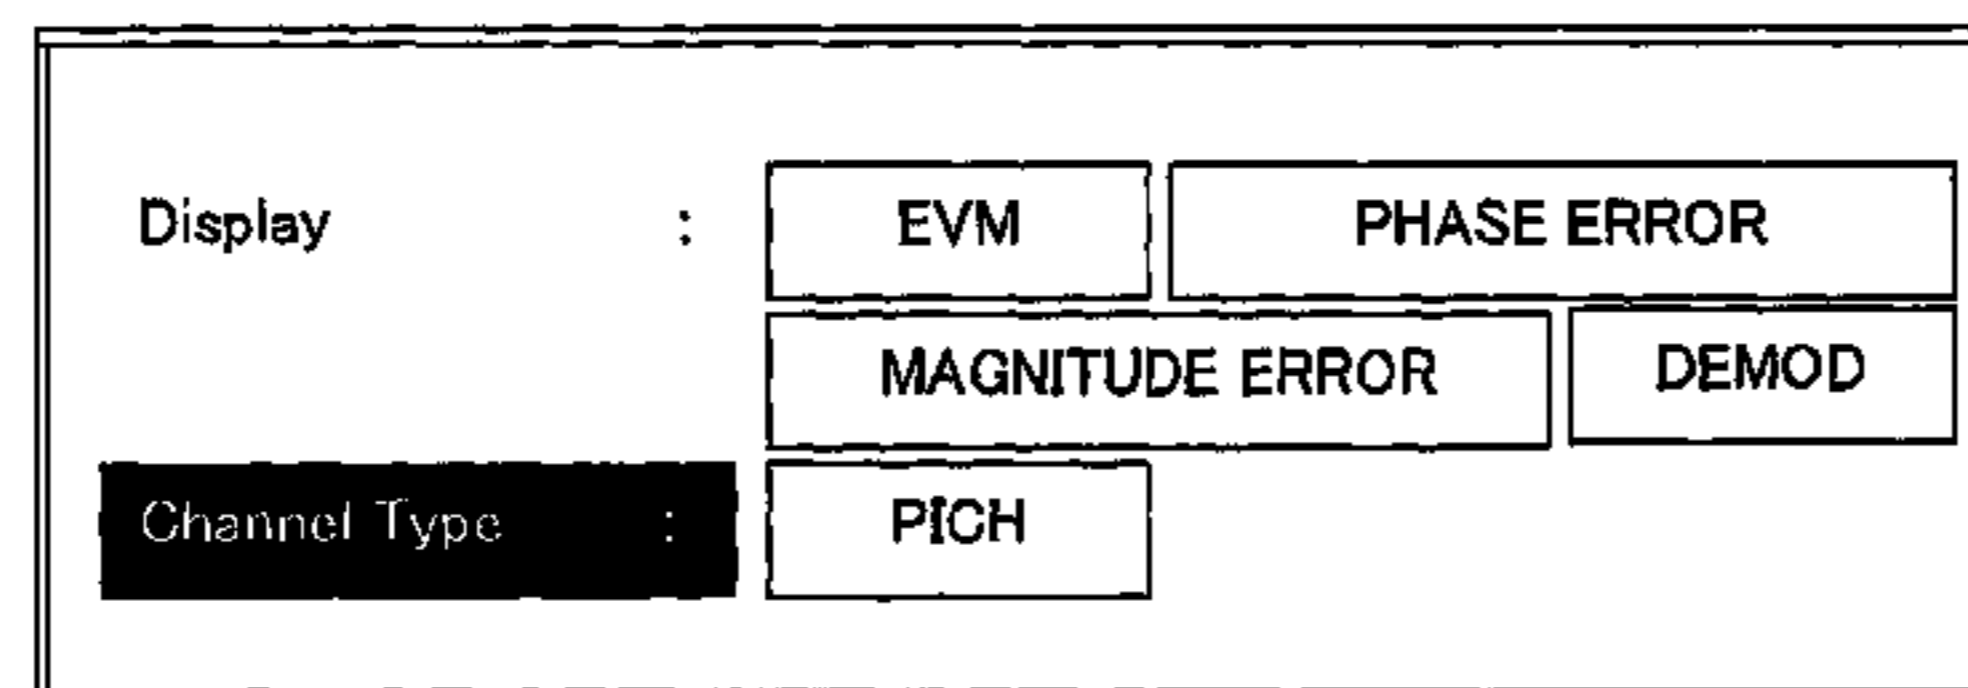 Display : EVM PHASE ERROR
MAGNITUDE ERROR DEMOD
Channel Type : PICH